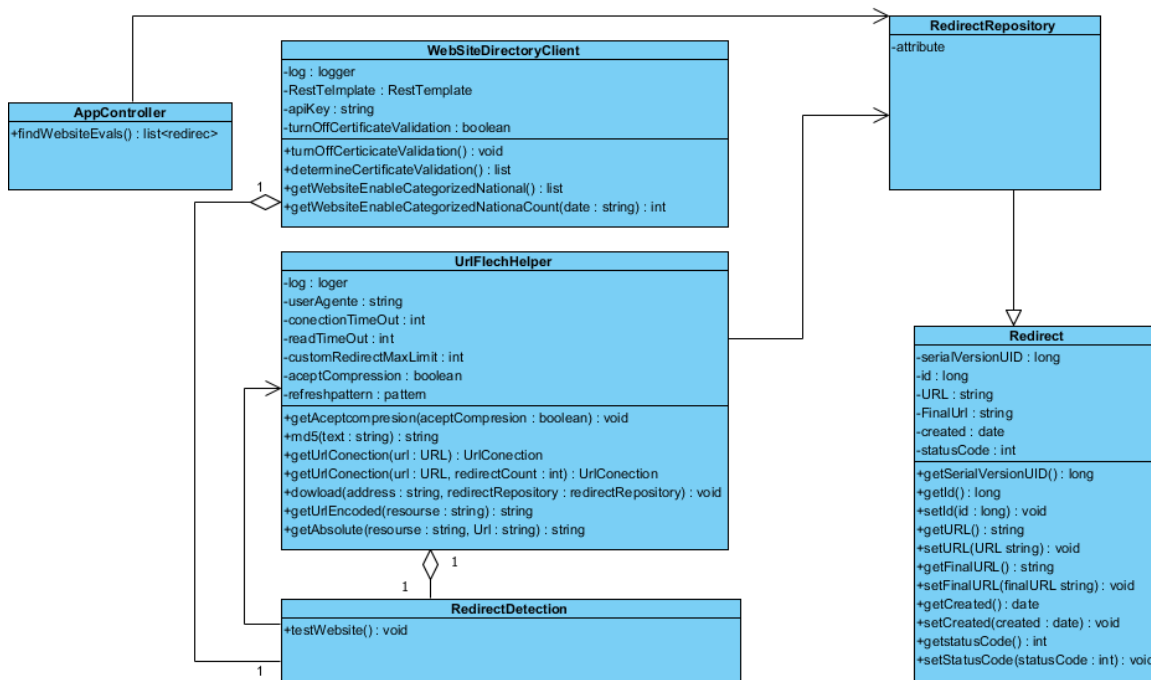 RedirectRepository
-attribute
WebSiteDirectoryClient
-log : logger
-RestTelmplate : RestTemplate
-apiKey : string
-turnOffCertificateValidation : boolean
+turnOffCerticicateValidation() : void
+determineCertificateValidation() : list
+getWebsiteEnableCategorizedNational() : list
+getWebsiteEnableCategorizedNationaCount(date : string) : int
AppController
+findWebsiteEvals() : list<redirec>
1
UrlFlechHelper
-log : loger
-userAgente : string
-conectionTimeOut : int
-readTimeOut : int
-customRedirectMaxLimit : int
-aceptCompression : boolean
-refreshpattern : pattern
+getAceptcompresion(aceptCompresion : boolean) : void
+md5(text : string) : string
+getUrlConection(url : URL) : UrlConection
+getUrlConection(url : URL, redirectCount : int) : UrlConection
+dowload(address : string, redirectRepository : redirectRepository) : void
+getUrlEncoded(resourse : string) : string
+getAbsolute(resourse : string, Url : string) : string
Redirect
-serialVersionUID : long
-id : long
-URL : string
-FinalUrl : string
-created : date
-statusCode : int
+getSerialVersionUID() : long
+getId() : long
+setId(id : long) : void
+getURL() : string
+setURL(URL string) : void
+getFinalURL() : string
+setFinalURL(finalURL string) : void
+getCreated() : date
+setCreated(created : date) : void
+getstatusCode() : int
+setStatusCode(statusCode : int) : void
1
1
RedirectDetection
+testWebsite() : void
1